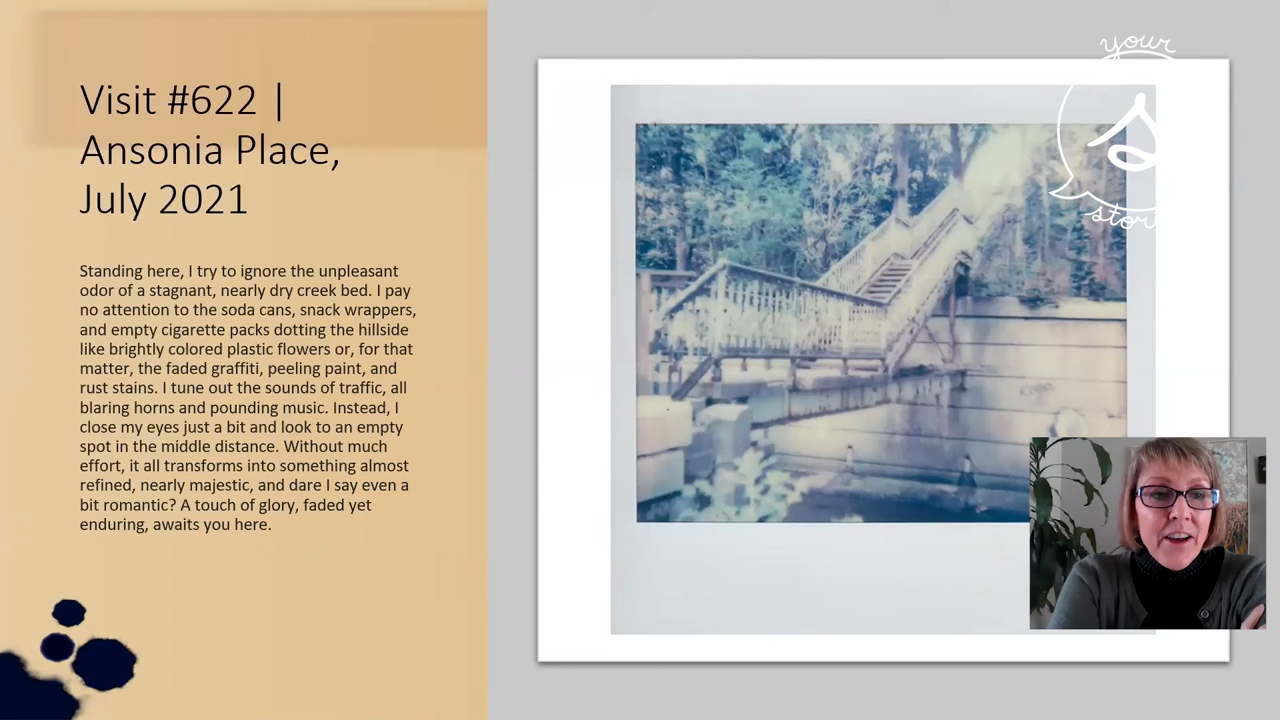 Visit #622 |
Ansonia Place,
July 2021
Standing here, I try to ignore the unpleasant
odor of a stagnant, nearly dry creek bed. I pay
no attention to the soda cans, snack wrappers,
and empty cigarette packs dotting the hillside
like brightly colored plastic flowers or, for that
matter, the faded graffiti, peeling paint, and
rust stains. I tune out the sounds of traffic, all
blaring horns and pounding music. Instead, I
close my eyes just a bit and look to an empty
spot in the middle distance. Without much
effort, it all transforms into something almost
refined, nearly majestic, and dare I say even a
bit romantic? A touch of glory, faded yet
enduring, awaits you here.
your